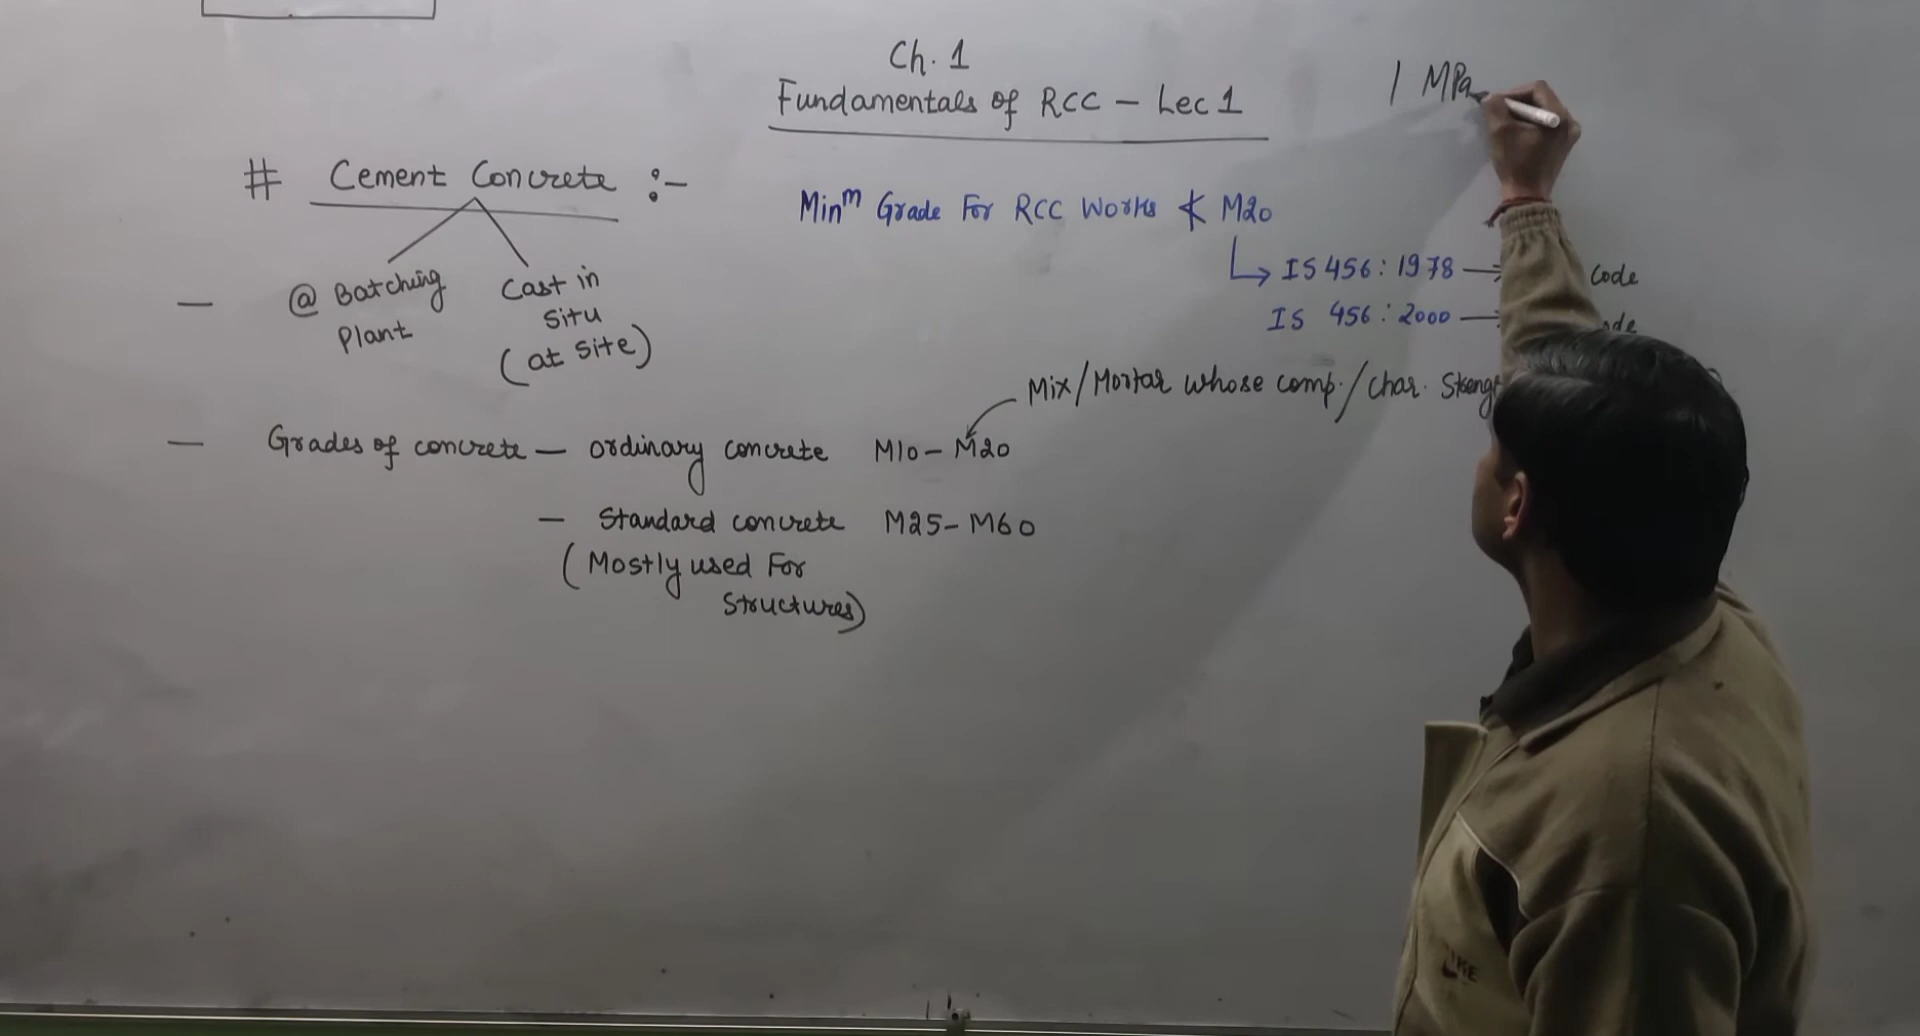 Ch. 1
Fundamentals of RCC - Lec 1
1 MPa
# Cement Concrete :-
Min^m Grade For RCC Works ≮ M20
↳ IS 456 : 1978 → code
IS 456 : 2000 →
- @ Batching Plant
Cast in
situ
(at site)
Mix/Mortar whose comp./char.
- Grades of concrete - ordinary concrete M10 - M20
- Standard concrete M25 - M60
(Mostly used For
Structures)